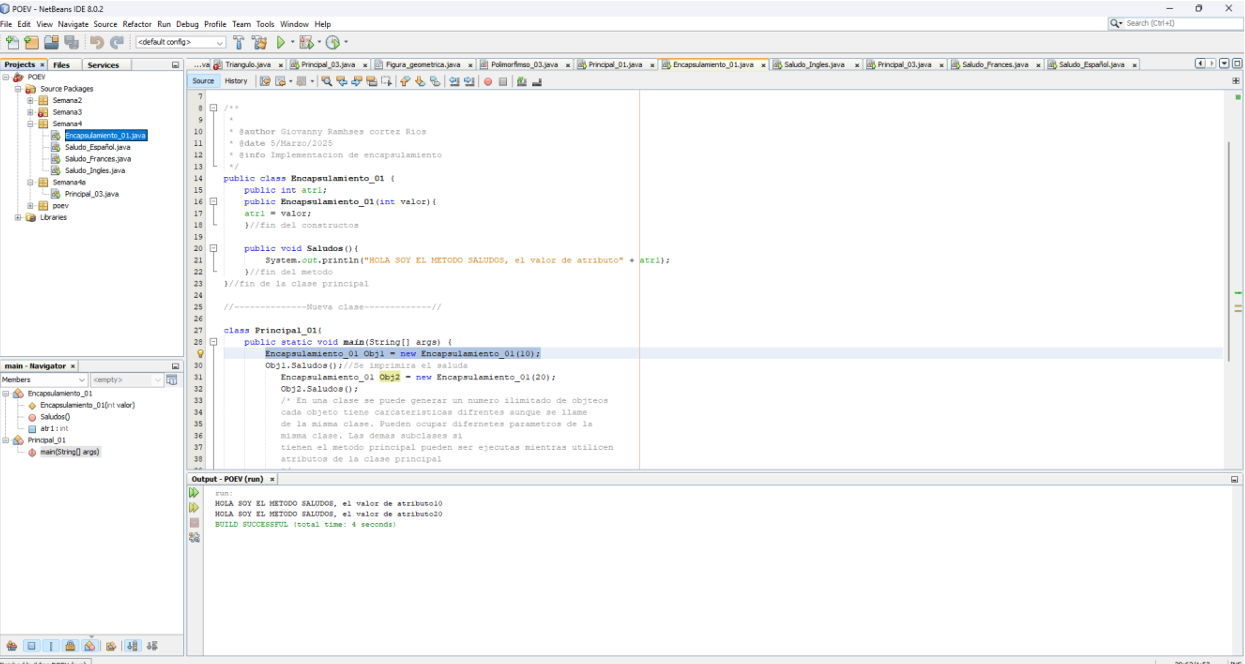 POEV - NetBeans IDE 8.0.2
File Edit View Navigate Source Refactor Run Debug Profile Team Tools Window Help
Search (Ctrl+I)
<default config>
Projects Files Services
...va Triangulo.java Principal_03.java Figura_geometrica.java Polimorfimso_03.java Principal_01.java Encapsulamiento_01.java Saludo_Ingles.java Principal_03.java Saludo_Frances.java Saludo_Español.java
Source History
POEV
Source Packages
Semana2
Semana3
Semana4
Encapsulamiento_01.java
Saludo_Español.java
Saludo_Frances.java
Saludo_Ingles.java
Semana4a
Principal_03.java
poev
Libraries
7
8 /**
9 *
10 * @author Giovanny Ramhses cortez Rios
11 * @date 5/Marzo/2025
12 * @info Implementacion de encapsulamiento
13 */
14 public class Encapsulamiento_01 {
15 public int atr1;
16 public Encapsulamiento_01(int valor){
17 atr1 = valor;
18 }//fin del constructos
19
20 public void Saludos(){
21 System.out.println("HOLA SOY EL METODO SALUDOS, el valor de atributo" + atr1);
22 }//fin del metodo
23 }//fin de la clase principal
24
25 //--------------Nueva clase-------------//
26
27 class Principal_01{
28 public static void main(String[] args) {
Encapsulamiento_01 Obj1 = new Encapsulamiento_01(10);
30 Obj1.Saludos();//Se imprimira el saluda
31 Encapsulamiento_01 Obj2 = new Encapsulamiento_01(20);
32 Obj2.Saludos();
33 /* En una clase se puede generar un numero ilimitado de objteos
34 cada objeto tiene carcateristicas difrentes aunque se llame
35 de la misma clase. Pueden ocupar difernetes parametros de la
36 misma clase. Las demas subclases si
37 tienen el metodo principal pueden ser ejecutas mientras utilicen
38 atributos de la clase principal
main - Navigator
Members <empty>
Encapsulamiento_01
Encapsulamiento_01(int valor)
Saludos()
atr1 : int
Principal_01
main(String[] args)
Output - POEV (run)
run:
HOLA SOY EL METODO SALUDOS, el valor de atributo10
HOLA SOY EL METODO SALUDOS, el valor de atributo20
BUILD SUCCESSFUL (total time: 4 seconds)